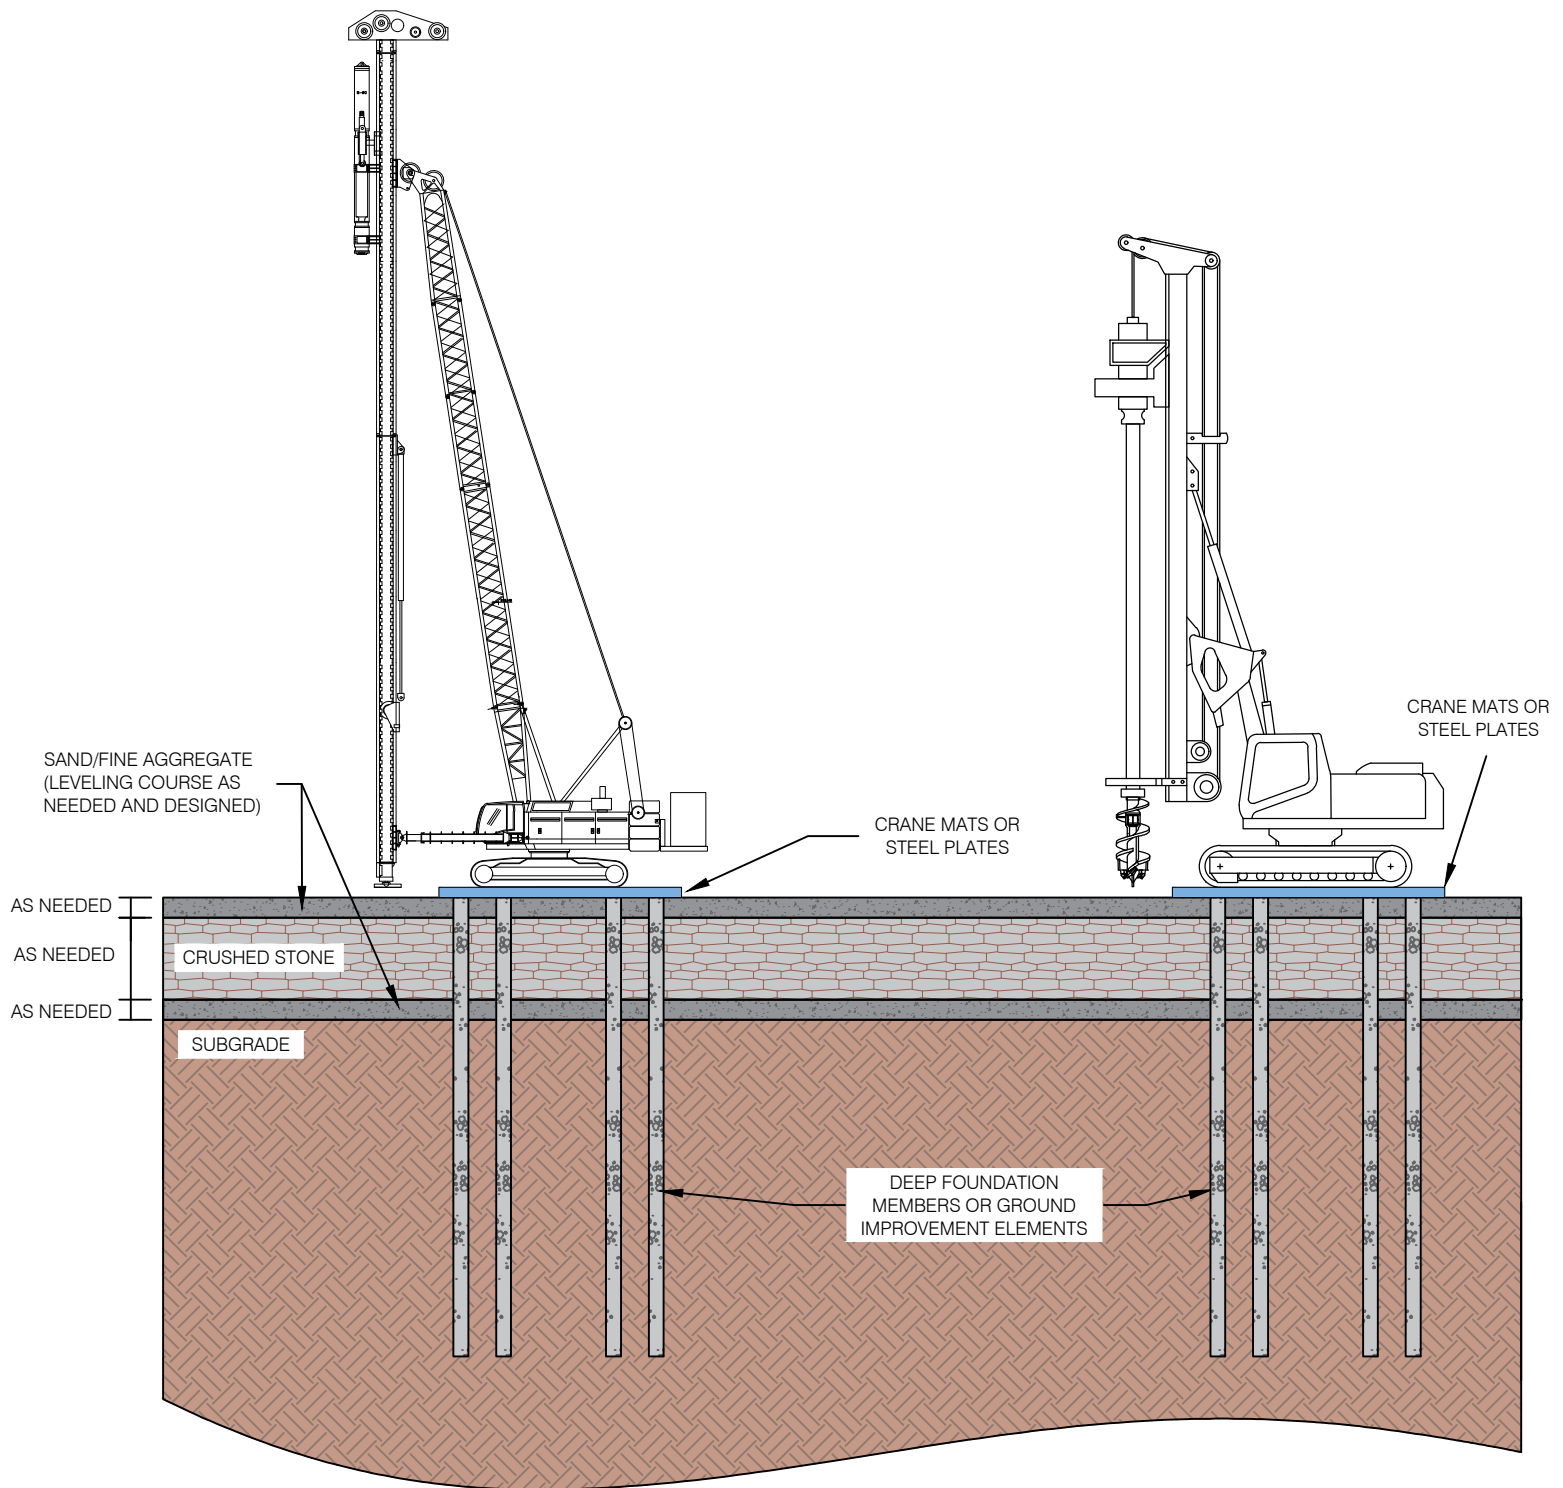 CRANE MATS OR
STEEL PLATES
SAND/FINE AGGREGATE
(LEVELING COURSE AS
NEEDED AND DESIGNED)
CRANE MATS OR
STEEL PLATES
AS NEEDED
AS NEEDED
CRUSHED STONE
AS NEEDED
SUBGRADE
DEEP FOUNDATION
MEMBERS OR GROUND
IMPROVEMENT ELEMENTS